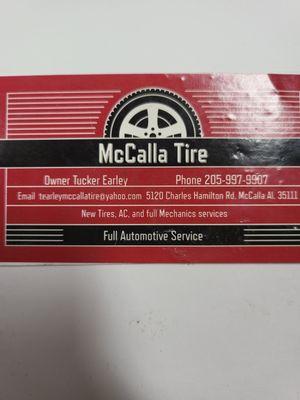 McCalla Tire
Owner Tucker Earley Phone 205-997-9907
Email tearleymccallatire@yahoo.com 5120 Charles Hamilton Rd. McCalla Al. 35111
New Tires, AC, and full Mechanics services
Full Automotive Service